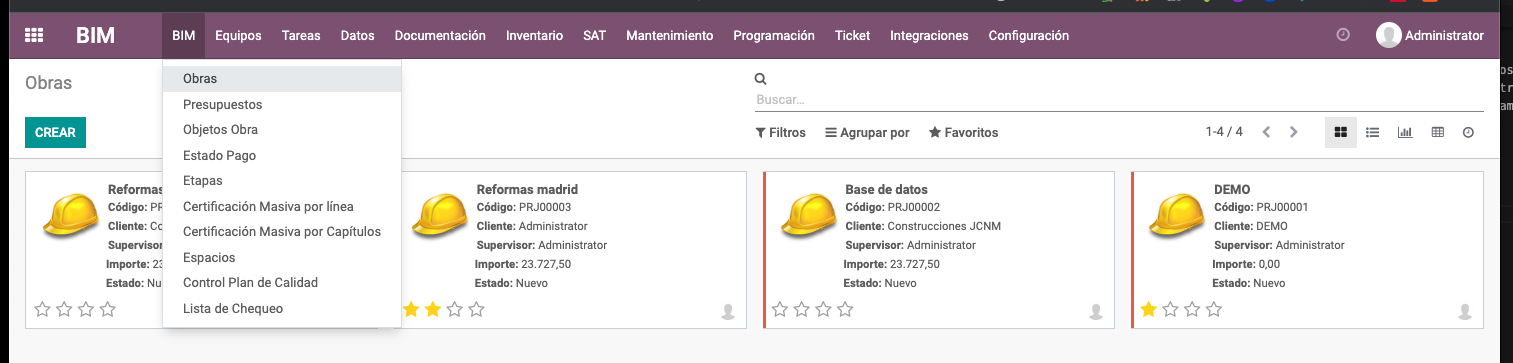 BIM
BIM Equipos Tareas Datos Documentación Inventario SAT Mantenimiento Programación Ticket Integraciones Configuración
Administrator
Obras
CREAR
Obras
Presupuestos
Objetos Obra
Estado Pago
Etapas
Certificación Masiva por línea
Certificación Masiva por Capítulos
Espacios
Control Plan de Calidad
Lista de Chequeo
Buscar...
Filtros Agrupar por Favoritos
1-4 / 4
Reformas
Código: PR
Cliente: Co
Supervisor:
Importe: 23
Estado: Nu
Reformas madrid
Código: PRJ00003
Cliente: Administrator
Supervisor: Administrator
Importe: 23.727,50
Estado: Nuevo
Base de datos
Código: PRJ00002
Cliente: Construcciones JCNM
Supervisor: Administrator
Importe: 23.727,50
Estado: Nuevo
DEMO
Código: PRJ00001
Cliente: DEMO
Supervisor: Administrator
Importe: 0,00
Estado: Nuevo
os
tr
am